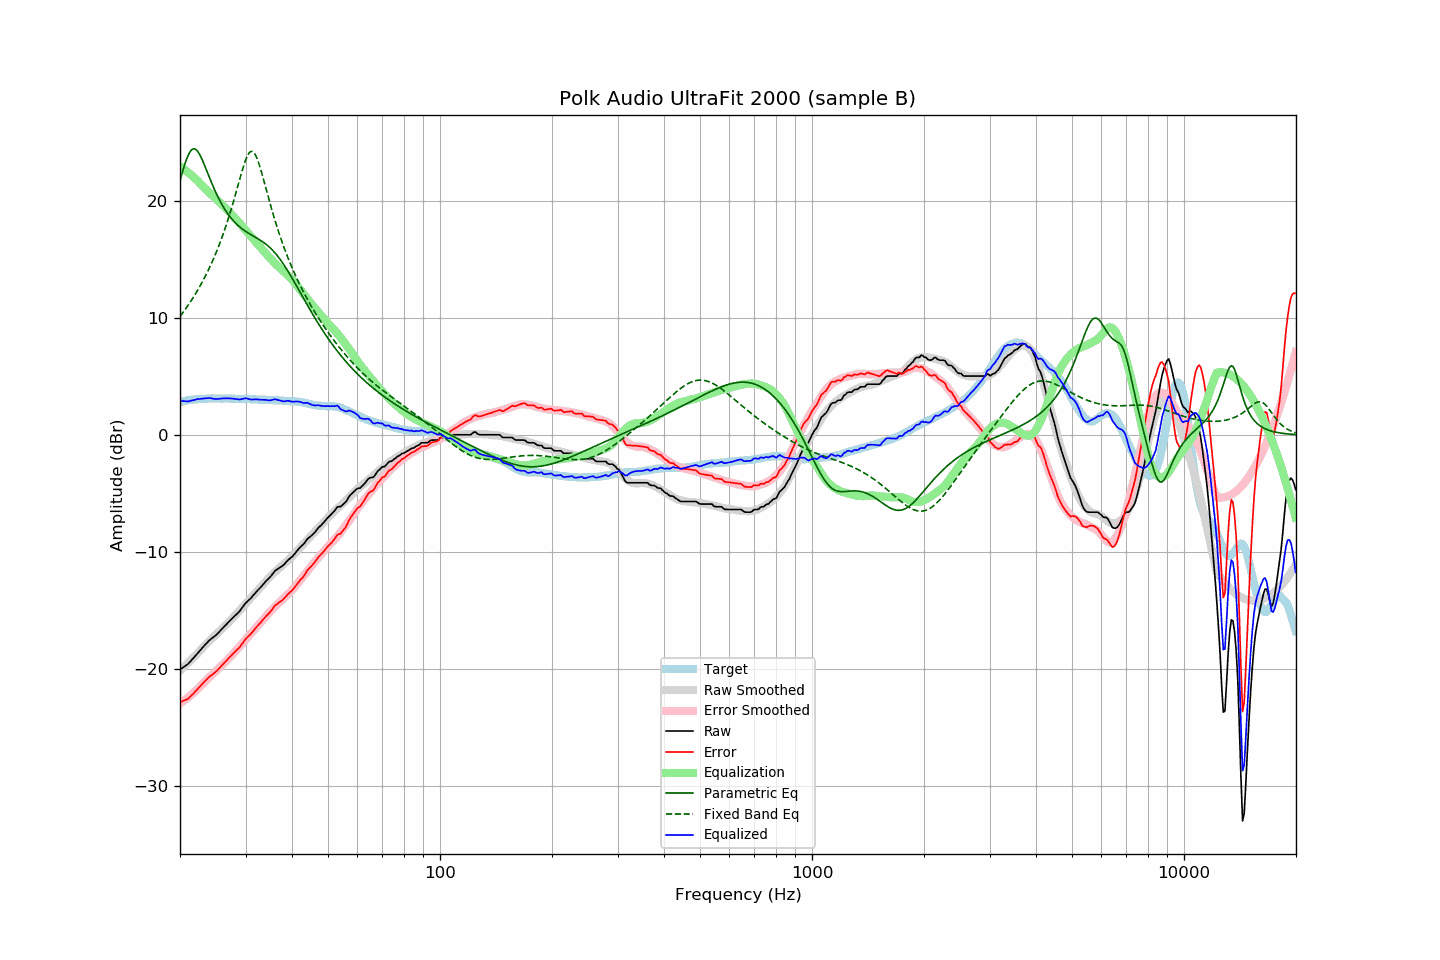 Polk Audio UltraFit 2000 (sample B)
Amplitude (dBr)
20
10
0
−10
−20
−30
100
1000
10000
Frequency (Hz)
Target
Raw Smoothed
Error Smoothed
Raw
Error
Equalization
Parametric Eq
Fixed Band Eq
Equalized